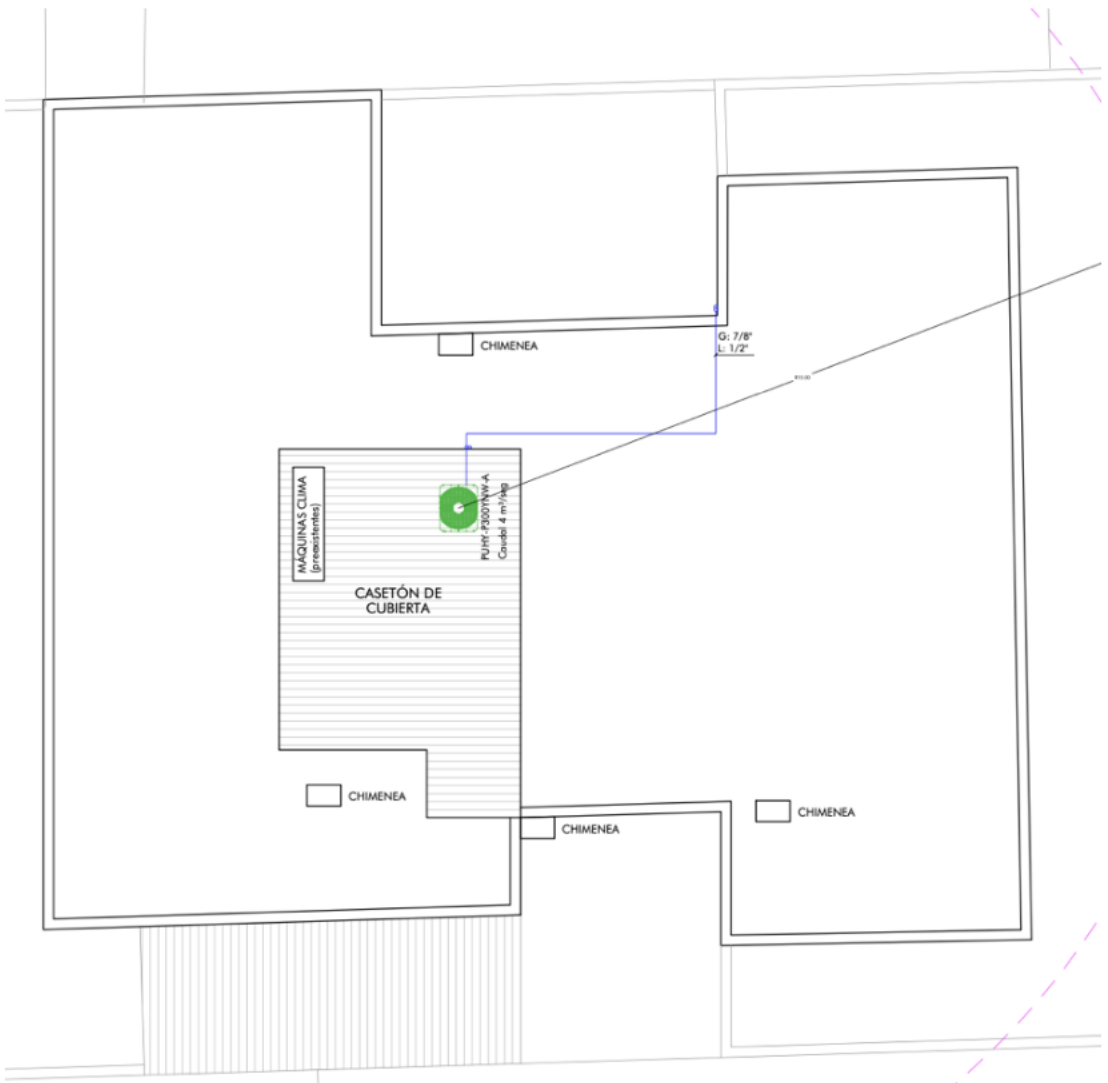 G: 7/8"
L: 1/2"
CHIMENEA
MÁQUINAS CLIMA
(preexistentes)
PUHY-P300YNW-A
Caudal 4 m³/seg
CASETÓN DE
CUBIERTA
CHIMENEA
CHIMENEA
CHIMENEA